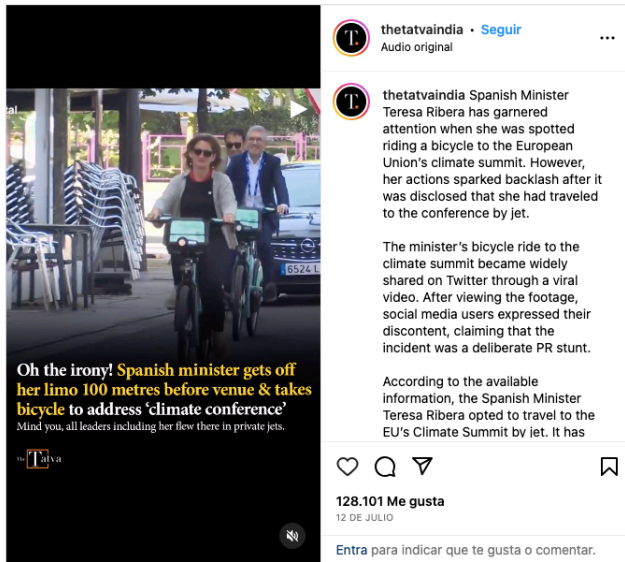 thetatvaindia • Seguir
Audio original
thetatvaindia Spanish Minister
Teresa Ribera has garnered
attention when she was spotted
riding a bicycle to the European
Union's climate summit. However,
her actions sparked backlash after it
was disclosed that she had traveled
to the conference by jet.
The minister's bicycle ride to the
climate summit became widely
shared on Twitter through a viral
video. After viewing the footage,
social media users expressed their
discontent, claiming that the
incident was a deliberate PR stunt.
According to the available
information, the Spanish Minister
Teresa Ribera opted to travel to the
EU's Climate Summit by jet. It has
128.101 Me gusta
12 DE JULIO
Entra para indicar que te gusta o comentar.
tal
6524 L
Oh the irony! Spanish minister gets off
her limo 100 metres before venue & takes
bicycle to address ‘climate conference’
Mind you, all leaders including her flew there in private jets.
The Tatva
T.
T.